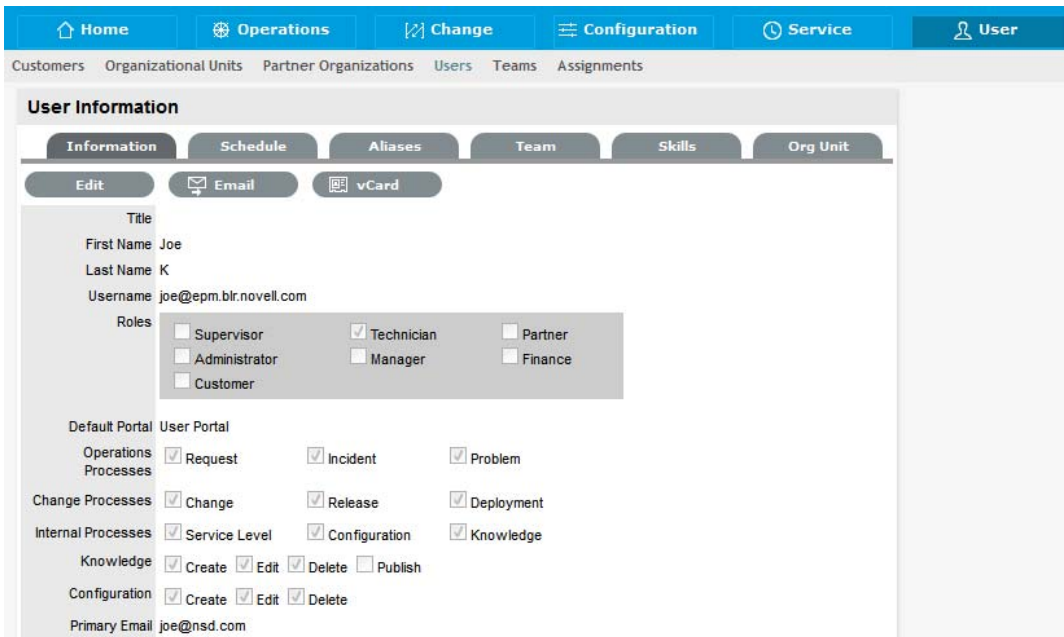 Home Operations Change Configuration Service User
Customers Organizational Units Partner Organizations Users Teams Assignments
User Information
Information Schedule Aliases Team Skills Org Unit
Edit Email vCard
Title
First Name Joe
Last Name K
Username joe@epm.blr.novell.com
Roles
Supervisor Technician Partner
Administrator Manager Finance
Customer
Default Portal User Portal
Operations Processes Request Incident Problem
Change Processes Change Release Deployment
Internal Processes Service Level Configuration Knowledge
Knowledge Create Edit Delete Publish
Configuration Create Edit Delete
Primary Email joe@nsd.com